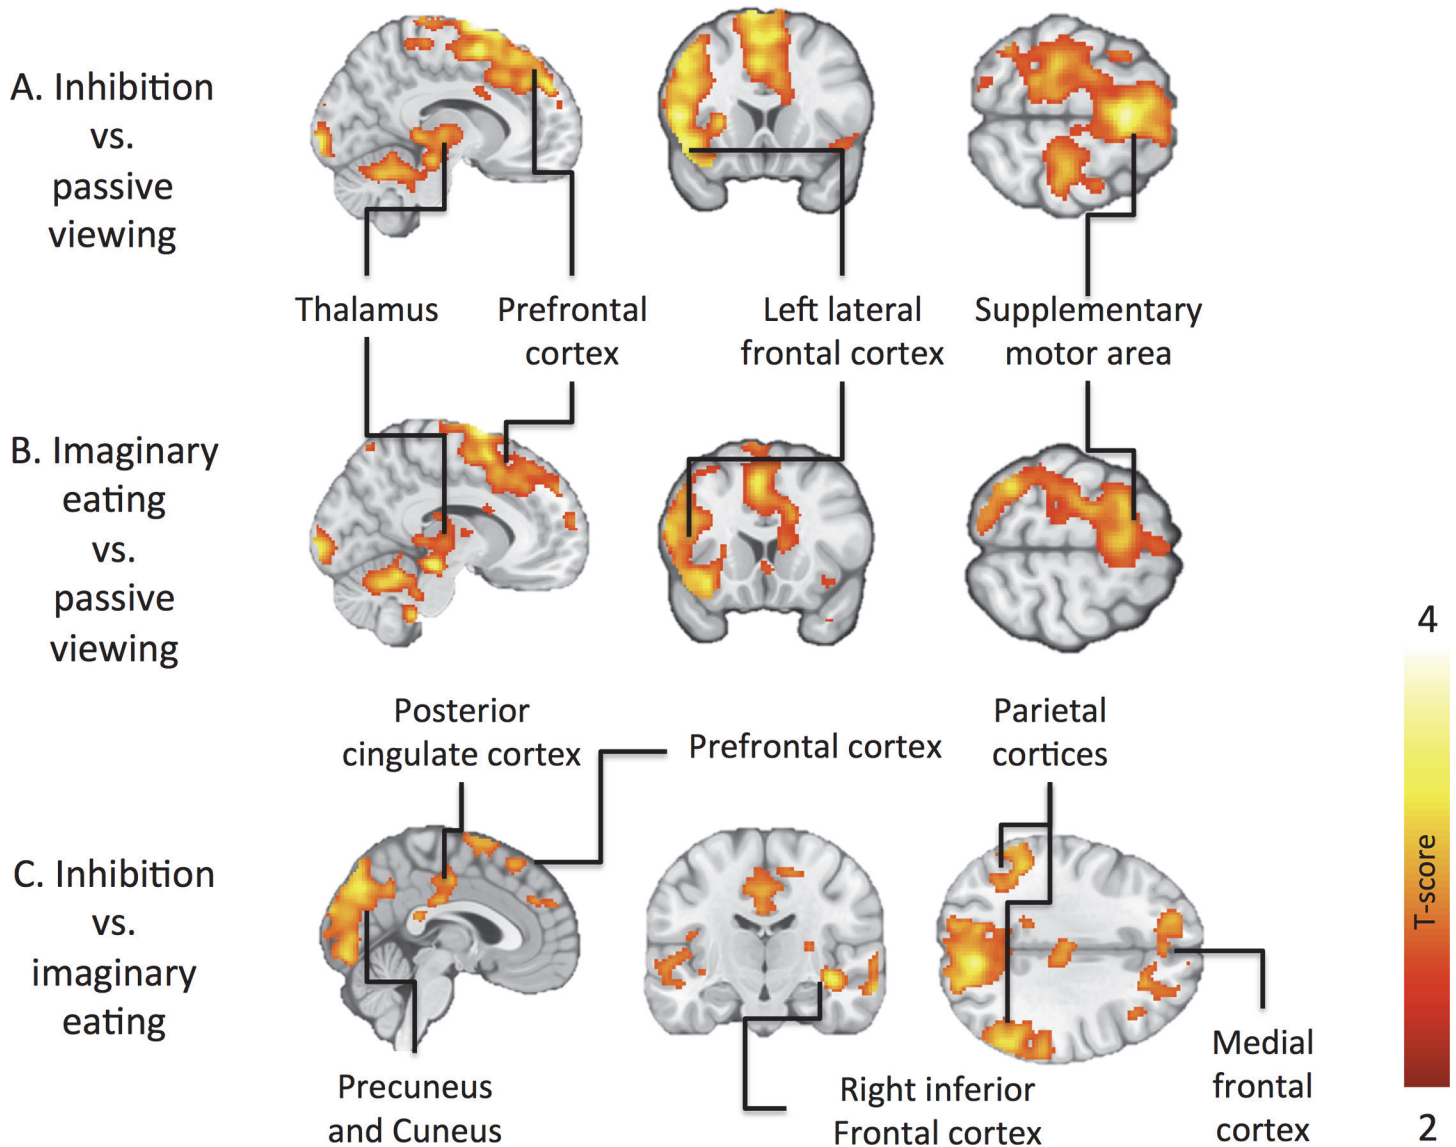 A. Inhibition
vs.
passive
viewing
Thalamus
Prefrontal
cortex
Left lateral
frontal cortex
Supplementary
motor area
B. Imaginary
eating
vs.
passive
viewing
Posterior
cingulate cortex
Prefrontal cortex
Parietal
cortices
C. Inhibition
vs.
imaginary
eating
Precuneus
and Cuneus
Right inferior
Frontal cortex
Medial
frontal
cortex
4
T-score
2